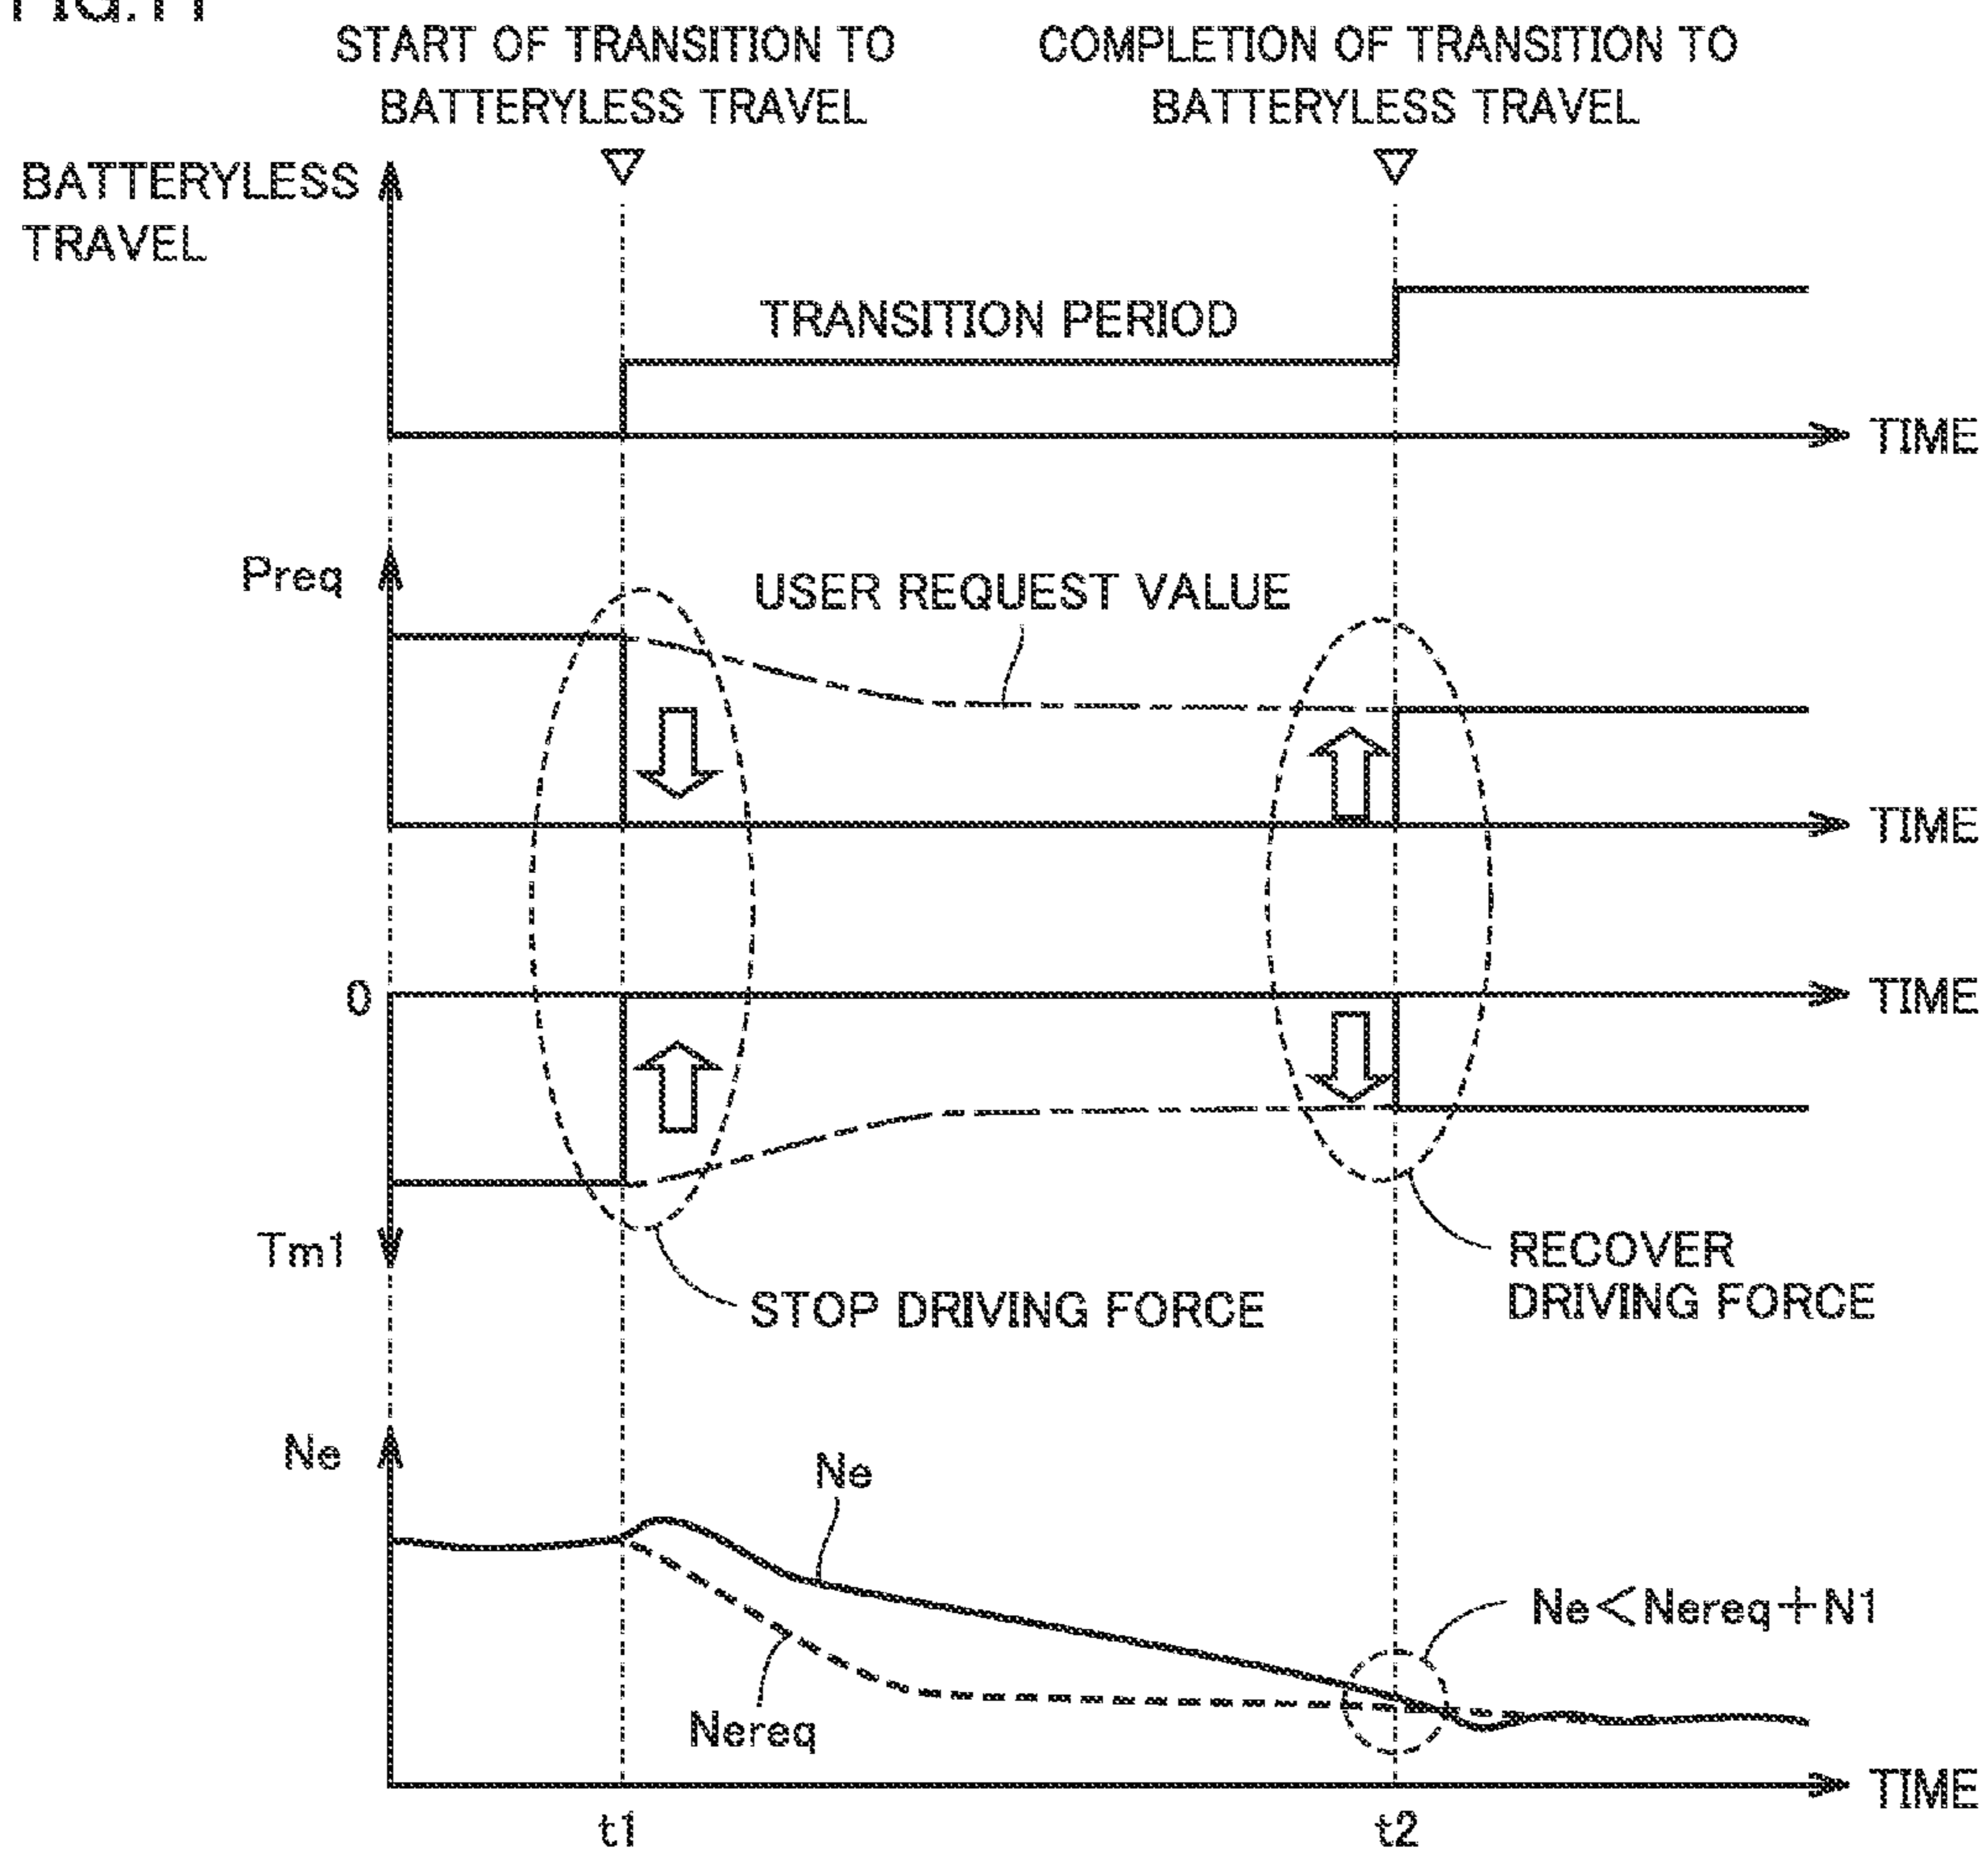 FIG.11
START OF TRANSITION TO
BATTERYLESS TRAVEL
COMPLETION OF TRANSITION TO
BATTERYLESS TRAVEL
BATTERYLESS
TRAVEL
TRANSITION PERIOD
TIME
Preq
USER REQUEST VALUE
TIME
0
TIME
Tm1
STOP DRIVING FORCE
RECOVER
DRIVING FORCE
Ne
Ne
Ne<Nereq+N1
Nereq
TIME
t1
t2